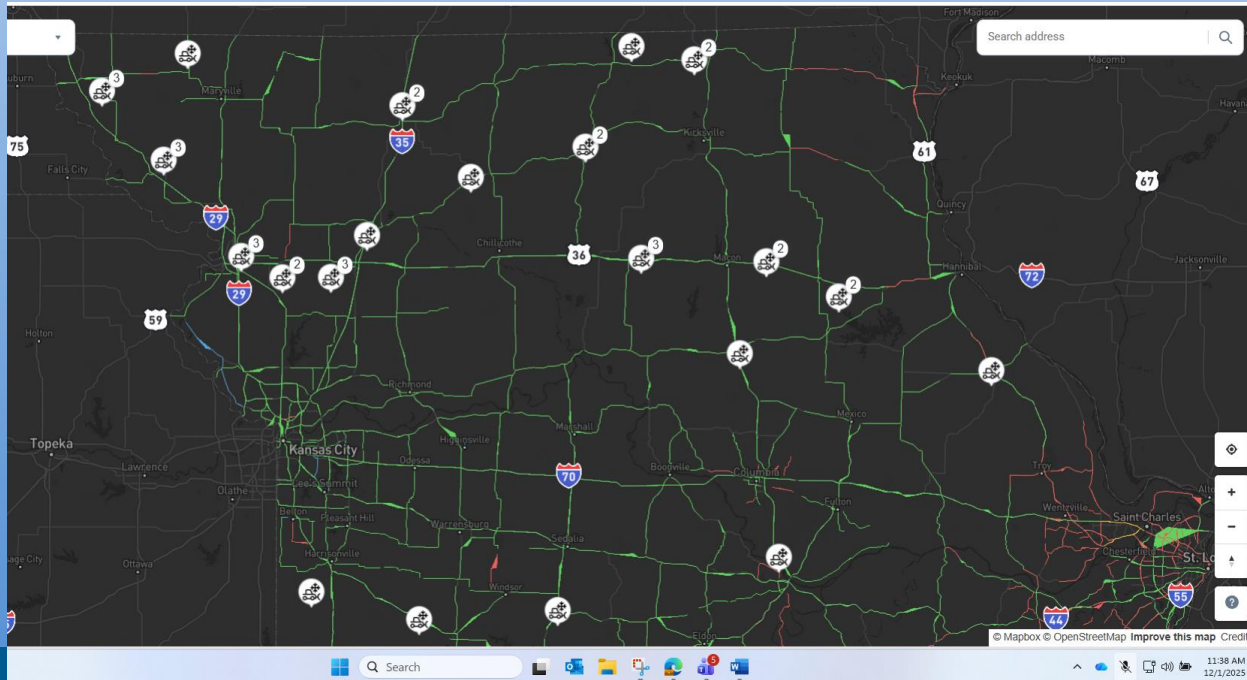 Fort Madison
Search address
2
Macomb
3
Auburn
Maryville
2
Keokuk
35
2
Kirksville
Havana
75
3
61
Falls City
67
29
Quincy
3
Chillicothe
36
3
Macon
2
Hannibal
72
Jacksonville
2
3
29
2
59
Holton
Richmond
Mexico
Marshall
Topeka
Kansas City
Higginsville
Lawrence
Odessa
70
Boonville
Columbia
Troy
Olathe
Lee's Summit
Fulton
Belton
Pleasant Hill
Warrensburg
Wentzville
Saint Charles
Sedalia
Harrisonville
Chesterfield
St. Lo
Ottawa
Windsor
55
44
Eldon
© Mapbox © OpenStreetMap Improve this map Credit
Search
5
11:38 AM
12/1/2025